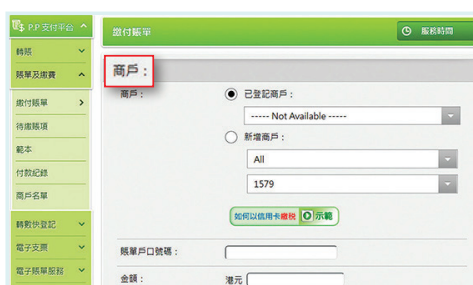 P.P.支付平台
轉賬
賬單及繳費
繳付賬單
待繳賬項
範本
付款紀錄
商戶名單
轉數快登記
電子支票
電子賬單服務
繳付賬單
服務時間
商戶：
商戶：
已登記商戶：
----- Not Available -----
新增商戶：
All
1579
如何以信用卡繳稅 示範
賬單戶口號碼：
金額：
港元